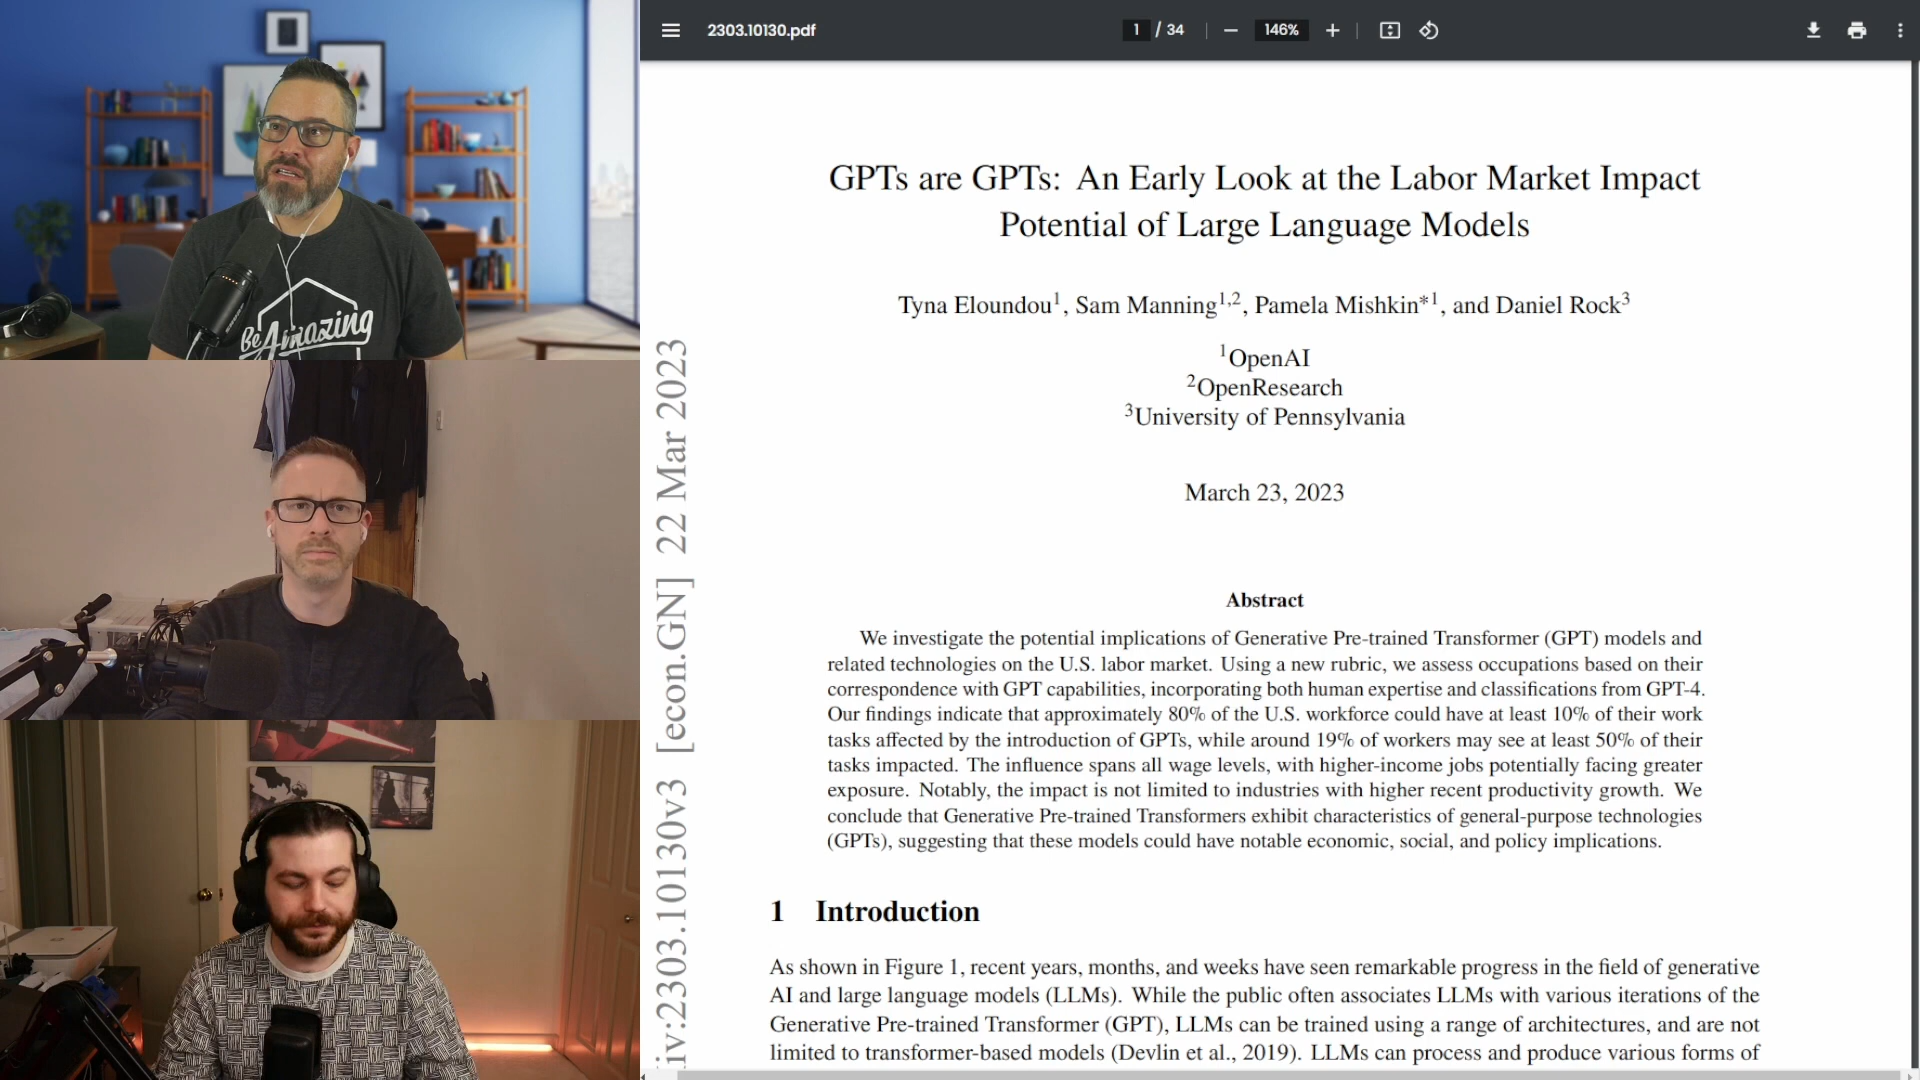 Be Amazing
2303.10130.pdf
1 / 34
146%
GPTs are GPTs: An Early Look at the Labor Market Impact
Potential of Large Language Models
Tyna Eloundou1, Sam Manning1,2, Pamela Mishkin*1, and Daniel Rock3
1OpenAI
2OpenResearch
3University of Pennsylvania
March 23, 2023
iv:2303.10130v3 [econ.GN] 22 Mar 2023
Abstract
We investigate the potential implications of Generative Pre-trained Transformer (GPT) models and
related technologies on the U.S. labor market. Using a new rubric, we assess occupations based on their
correspondence with GPT capabilities, incorporating both human expertise and classifications from GPT-4.
Our findings indicate that approximately 80% of the U.S. workforce could have at least 10% of their work
tasks affected by the introduction of GPTs, while around 19% of workers may see at least 50% of their
tasks impacted. The influence spans all wage levels, with higher-income jobs potentially facing greater
exposure. Notably, the impact is not limited to industries with higher recent productivity growth. We
conclude that Generative Pre-trained Transformers exhibit characteristics of general-purpose technologies
(GPTs), suggesting that these models could have notable economic, social, and policy implications.
1 Introduction
As shown in Figure 1, recent years, months, and weeks have seen remarkable progress in the field of generative
AI and large language models (LLMs). While the public often associates LLMs with various iterations of the
Generative Pre-trained Transformer (GPT), LLMs can be trained using a range of architectures, and are not
limited to transformer-based models (Devlin et al., 2019). LLMs can process and produce various forms of